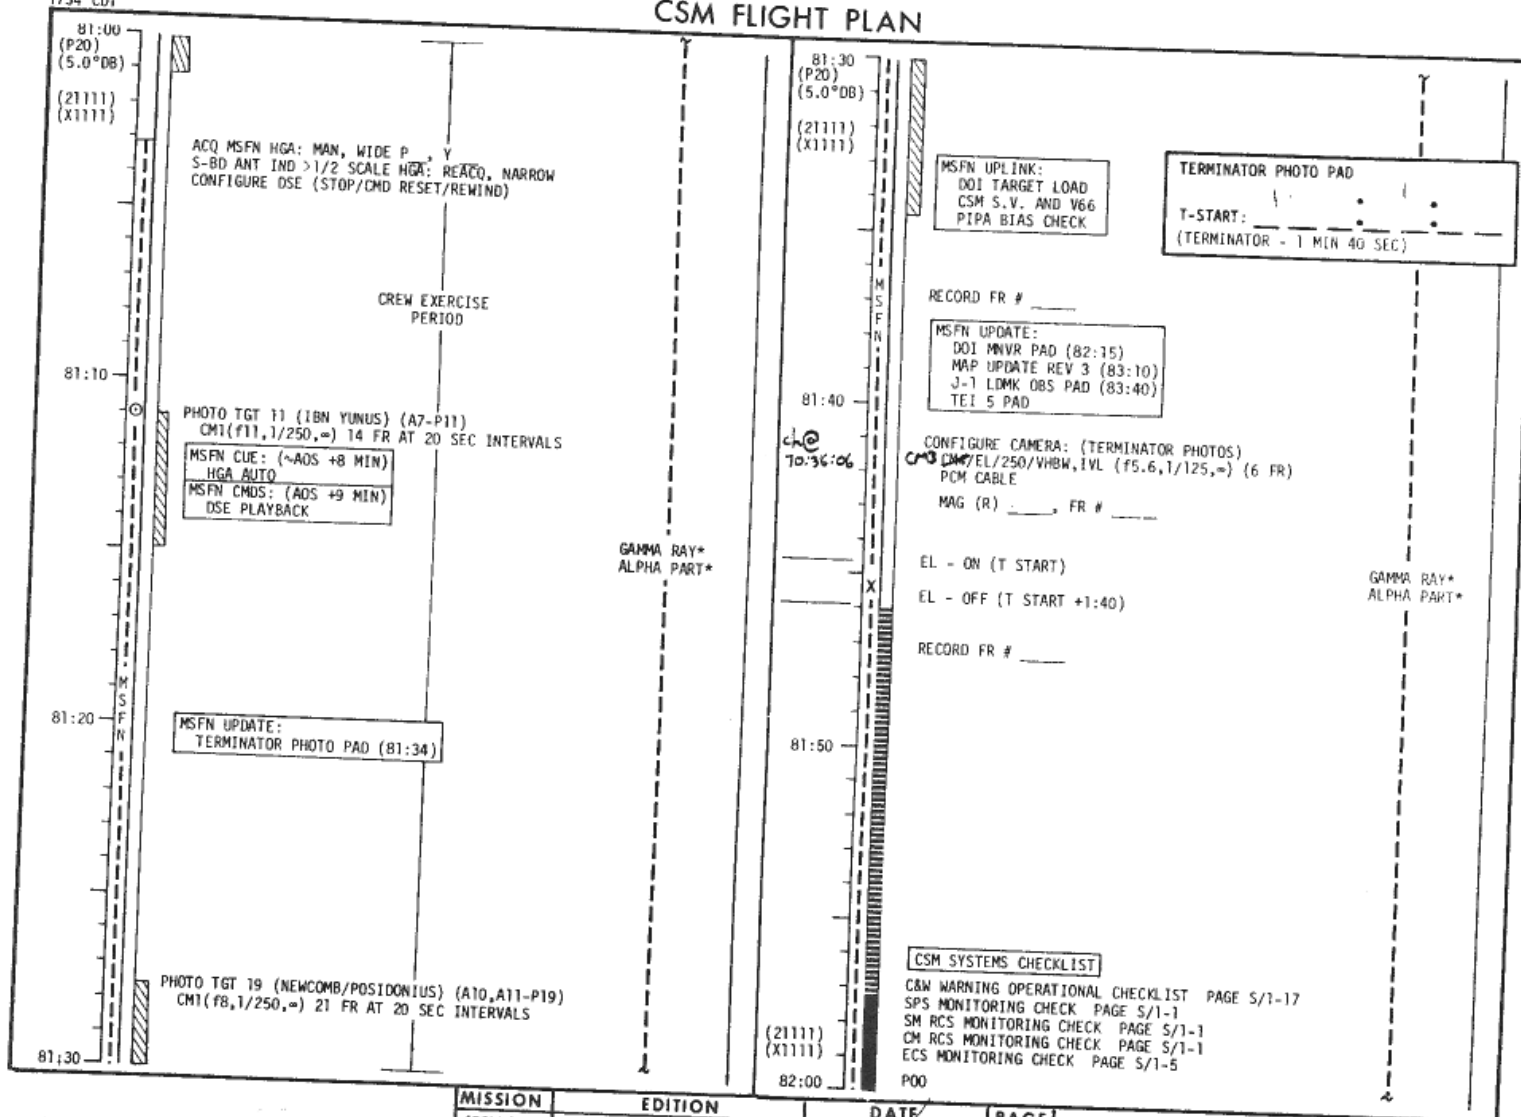 CSM FLIGHT PLAN
81:00
(P20)
(5.0°DB)
(21111)
(X1111)
ACQ MSFN HGA: MAN, WIDE P__, Y__
S-BD ANT IND >1/2 SCALE HGA: REACQ, NARROW
CONFIGURE DSE (STOP/CMD RESET/REWIND)
CREW EXERCISE
PERIOD
81:10
PHOTO TGT 11 (IBN YUNUS) (A7-P11)
CM1(f11,1/250,∞) 14 FR AT 20 SEC INTERVALS
MSFN CUE: (~AOS +8 MIN)
HGA AUTO
MSFN CMDS: (AOS +9 MIN)
DSE PLAYBACK
GAMMA RAY*
ALPHA PART*
MSFN
81:20
MSFN UPDATE:
TERMINATOR PHOTO PAD (81:34)
PHOTO TGT 19 (NEWCOMB/POSIDONIUS) (A10,A11-P19)
CM1(f8,1/250,∞) 21 FR AT 20 SEC INTERVALS
81:30
81:30
(P20)
(5.0°DB)
(21111)
(X1111)
MSFN UPLINK:
DOI TARGET LOAD
CSM S.V. AND V66
PIPA BIAS CHECK
TERMINATOR PHOTO PAD
T-START: ___:__:__
(TERMINATOR - 1 MIN 40 SEC)
MSFN
RECORD FR # ____
MSFN UPDATE:
DOI MNVR PAD (82:15)
MAP UPDATE REV 3 (83:10)
J-1 LDMK OBS PAD (83:40)
TEI 5 PAD
81:40
ch@
70:36:06
CONFIGURE CAMERA: (TERMINATOR PHOTOS)
CM3/EL/250/VHBW,IVL (f5.6,1/125,∞) (6 FR)
PCM CABLE
MAG (R) ____, FR # ____
EL - ON (T START)
X
EL - OFF (T START +1:40)
GAMMA RAY*
ALPHA PART*
RECORD FR # ____
81:50
CSM SYSTEMS CHECKLIST
C&W WARNING OPERATIONAL CHECKLIST PAGE S/1-17
SPS MONITORING CHECK PAGE S/1-1
SM RCS MONITORING CHECK PAGE S/1-1
CM RCS MONITORING CHECK PAGE S/1-1
ECS MONITORING CHECK PAGE S/1-5
(21111)
(X1111)
82:00
P00
MISSION EDITION DATE PAGE